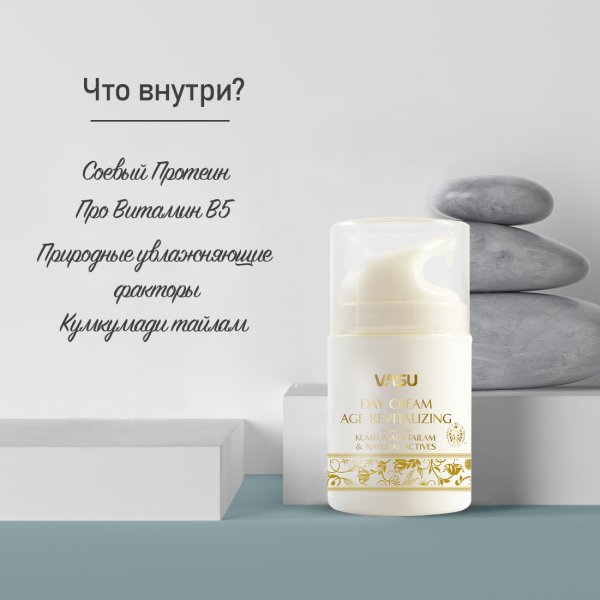 Что внутри?
Соевый Протеин
Про Витамин В5
Природные увлажняющие
факторы
Кумкумади тайлам
VASU
DAY CREAM
AGE REVITALIZING
KUMKUMADI TAILAM
& NATURAL ACTIVES